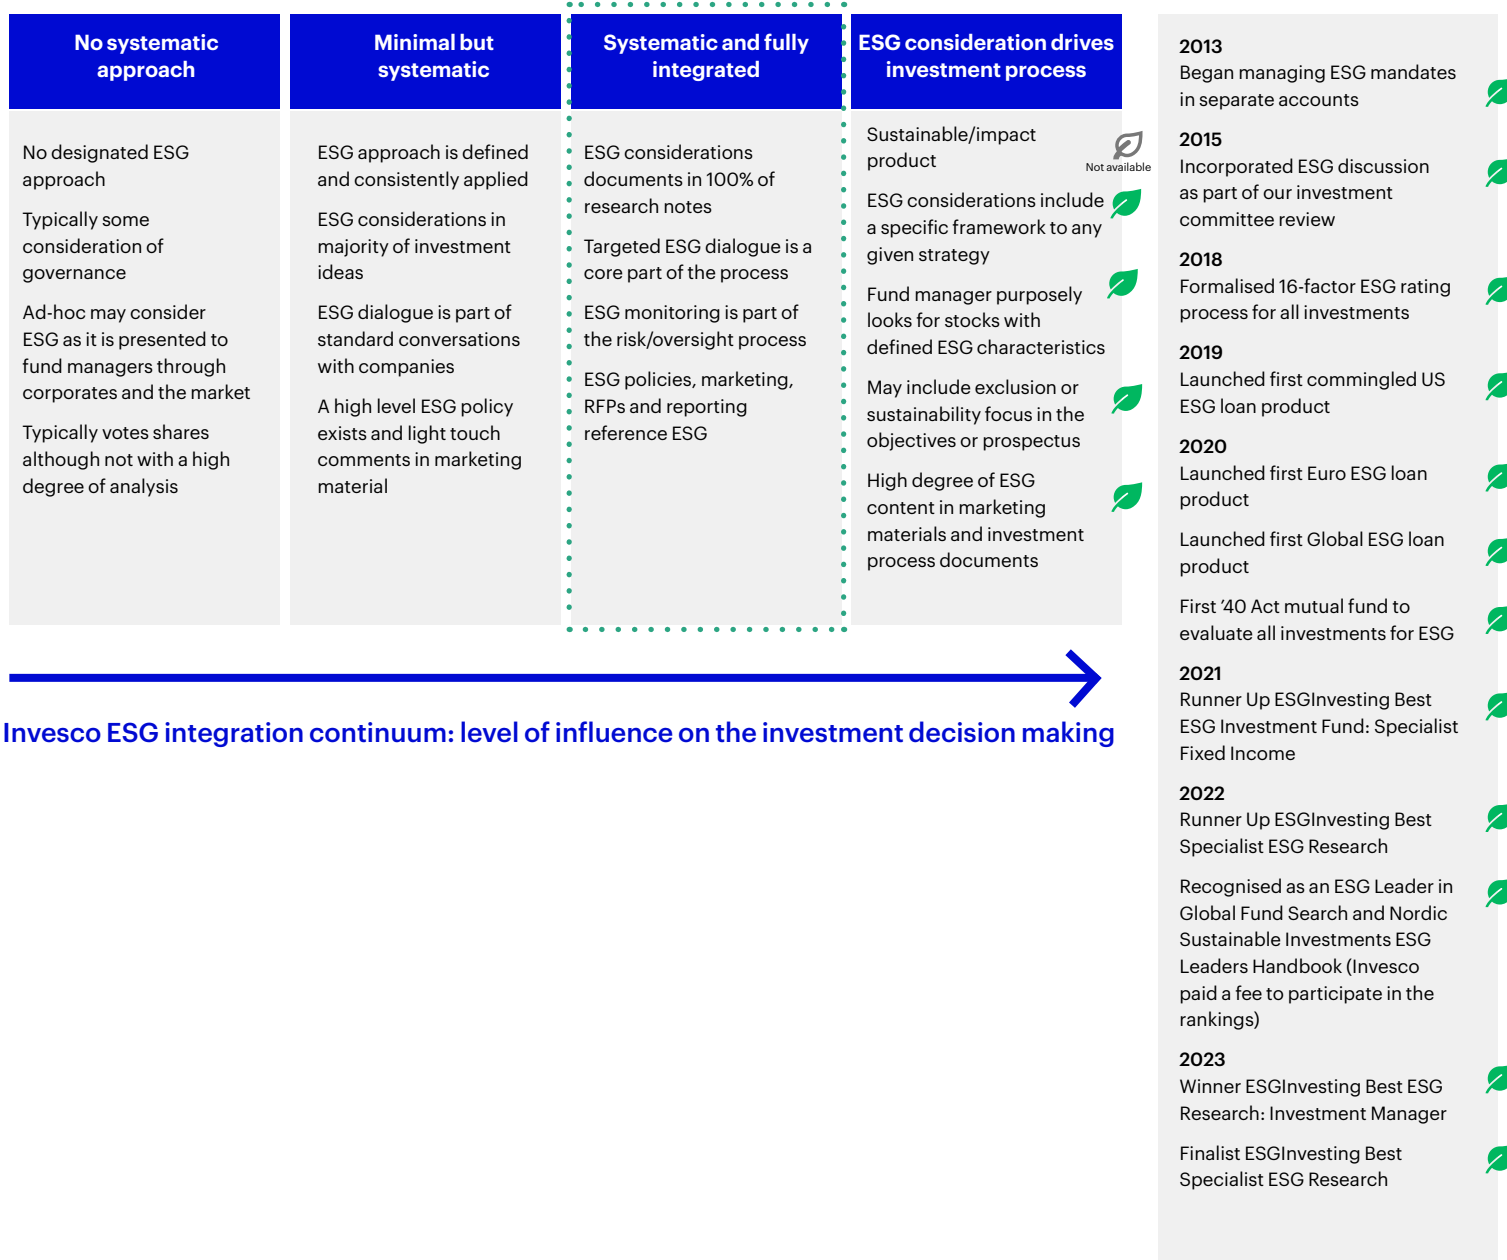 No systematic
approach
No designated ESG
approach
Typically some
consideration of
governance
Ad-hoc may consider
ESG as it is presented to
fund managers through
corporates and the market
Typically votes shares
although not with a high
degree of analysis
Minimal but
systematic
ESG approach is defined
and consistently applied
ESG considerations in
majority of investment
ideas
ESG dialogue is part of
standard conversations
with companies
A high level ESG policy
exists and light touch
comments in marketing
material
Systematic and fully
integrated
ESG considerations
documents in 100% of
research notes
Targeted ESG dialogue is a
core part of the process
ESG monitoring is part of
the risk/oversight process
ESG policies, marketing,
RFPs and reporting
reference ESG
ESG consideration drives
investment process
Sustainable/impact
product
Not available
ESG considerations include
a specific framework to any
given strategy
Fund manager purposely
looks for stocks with
defined ESG characteristics
May include exclusion or
sustainability focus in the
objectives or prospectus
High degree of ESG
content in marketing
materials and investment
process documents
Invesco ESG integration continuum: level of influence on the investment decision making
2013
Began managing ESG mandates
in separate accounts
2015
Incorporated ESG discussion
as part of our investment
committee review
2018
Formalised 16-factor ESG rating
process for all investments
2019
Launched first commingled US
ESG loan product
2020
Launched first Euro ESG loan
product
Launched first Global ESG loan
product
First ’40 Act mutual fund to
evaluate all investments for ESG
2021
Runner Up ESGInvesting Best
ESG Investment Fund: Specialist
Fixed Income
2022
Runner Up ESGInvesting Best
Specialist ESG Research
Recognised as an ESG Leader in
Global Fund Search and Nordic
Sustainable Investments ESG
Leaders Handbook (Invesco
paid a fee to participate in the
rankings)
2023
Winner ESGInvesting Best ESG
Research: Investment Manager
Finalist ESGInvesting Best
Specialist ESG Research